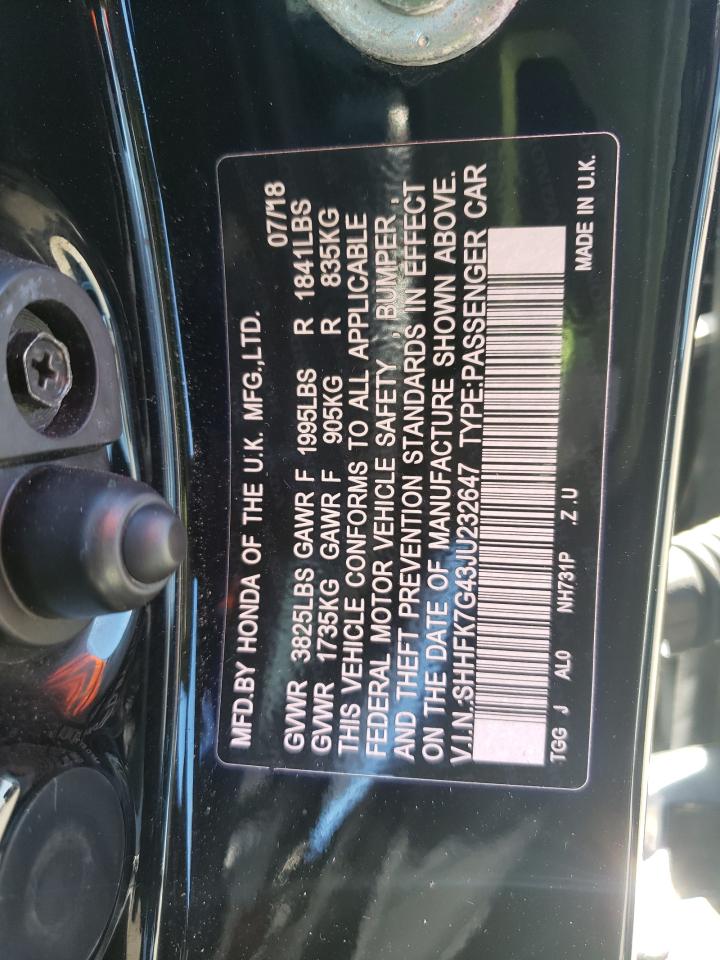 MFD.BY HONDA OF THE U.K. MFG.,LTD.
07/18
GVWR 3825LBS GAWR F 1995LBS R 1841LBS
GVWR 1735KG GAWR F 905KG R 835KG
THIS VEHICLE CONFORMS TO ALL APPLICABLE
FEDERAL MOTOR VEHICLE SAFETY , BUMPER ,
AND THEFT PREVENTION STANDARDS IN EFFECT
ON THE DATE OF MANUFACTURE SHOWN ABOVE.
V.I.N.:SHHFK7G43JU232647 TYPE:PASSENGER CAR
TGG J AL0 NH731P .Z .U
MADE IN U.K.